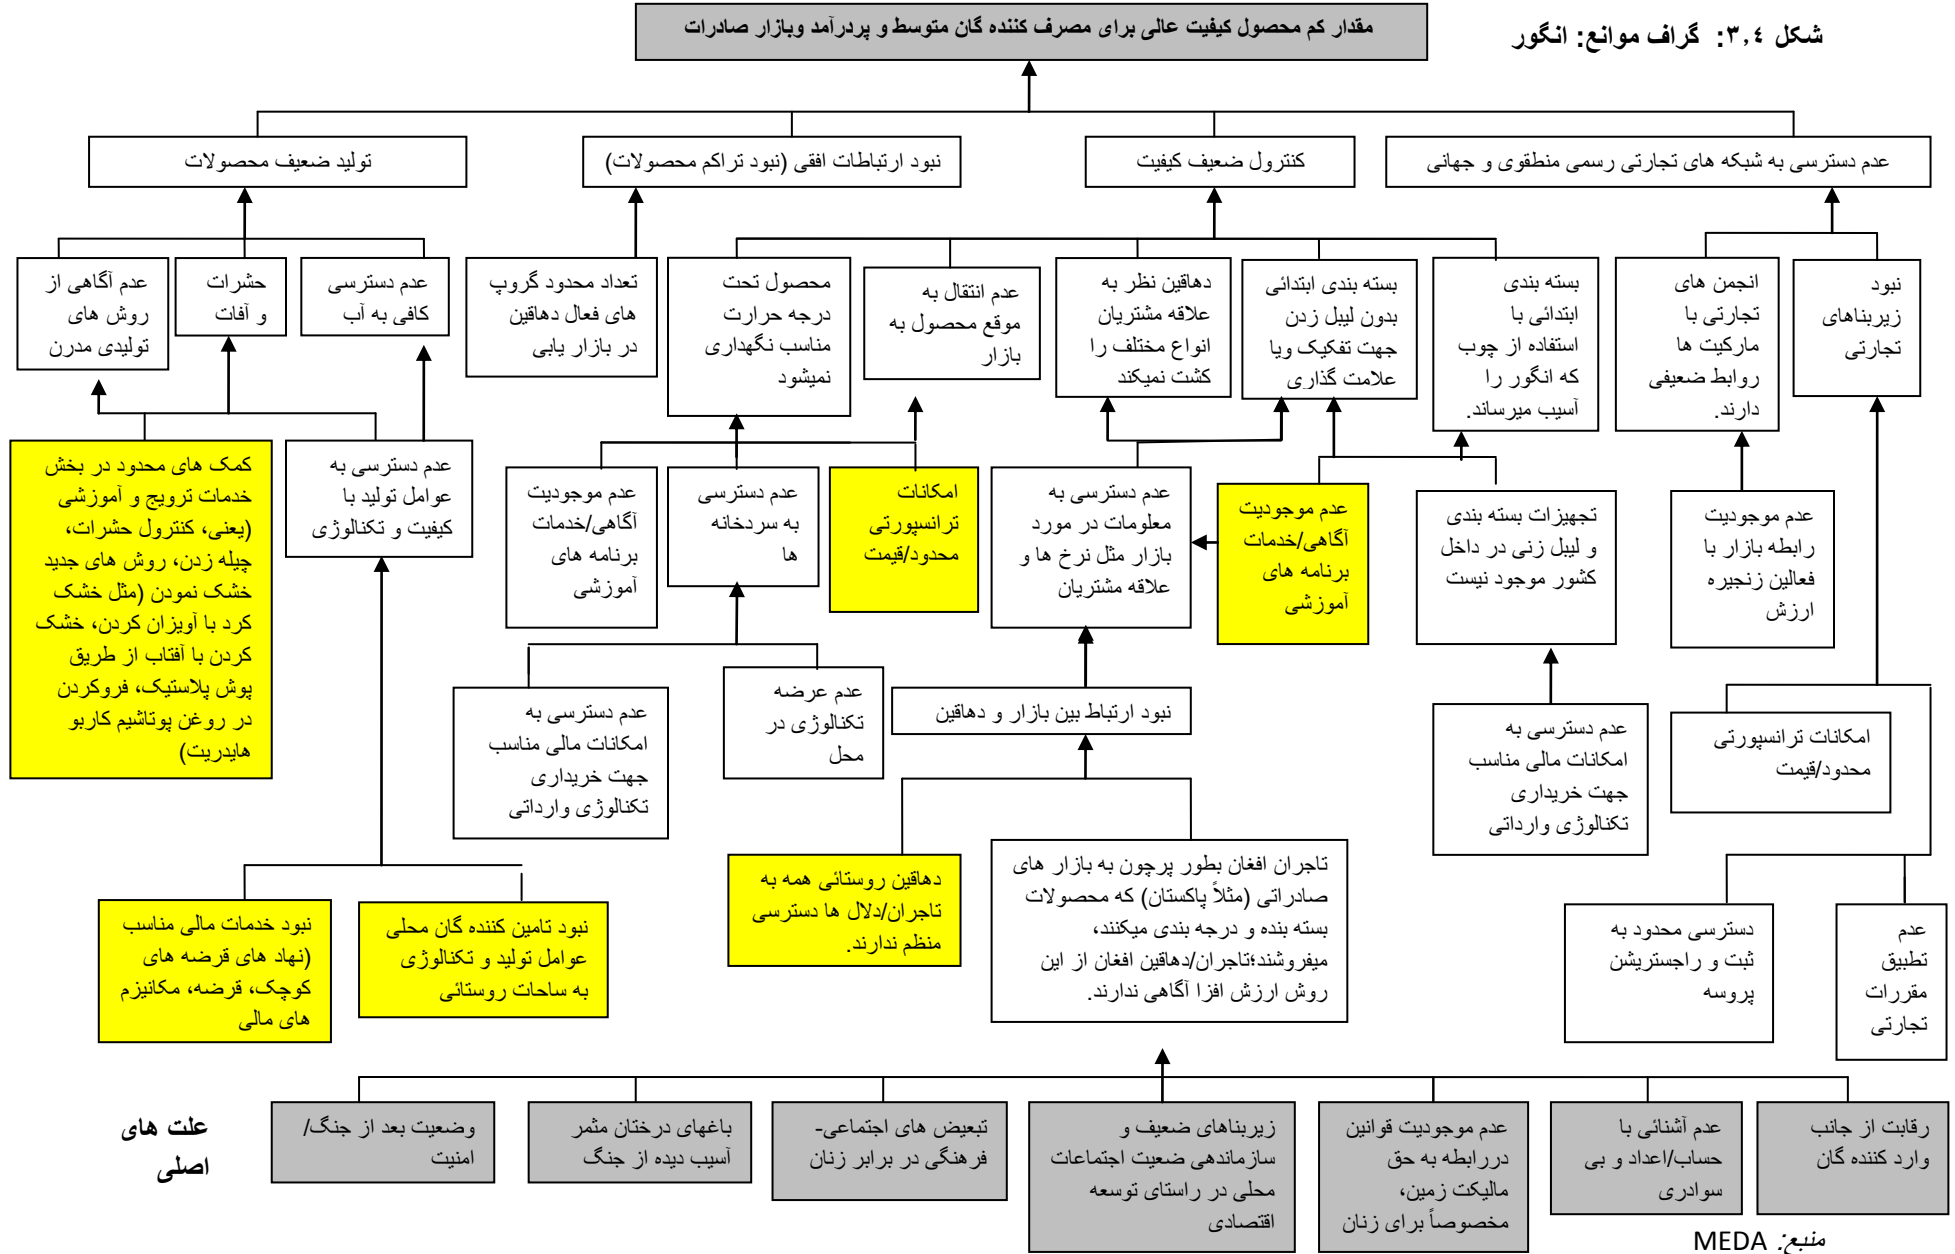 شکل ۳٫٤: گراف موانع: انگور
مقدار کم محصول کیفیت عالی برای مصرف کننده گان متوسط و پردرآمد وبازار صادرات
عدم دسترسی به شبکه های تجارتی رسمی منطقوی و جهانی
کنترول ضعیف کیفیت
نبود ارتباطات افقی (نبود تراکم محصولات)
تولید ضعیف محصولات
نبود
زیربناهای
تجارتی
انجمن های
تجارتی با
مارکیت ها
روابط ضعیفی
دارند.
بسته بندی
ابتدائی با
استفاده از چوب
که انگور را
آسیب میرساند.
بسته بندی ابتدائی
بدون لیبل زدن
جهت تفکیک ویا
علامت گذاری
دهاقین نظر به
علاقه مشتریان
انواع مختلف را
کشت نمیکند
عدم انتقال به
موقع محصول به
بازار
محصول تحت
درجه حرارت
مناسب نگهداری
نمیشود
تعداد محدود گروپ
های فعال دهاقین
در بازار یابی
عدم دسترسی
کافی به آب
حشرات
و آفات
عدم آگاهی از
روش های
تولیدی مدرن
عدم موجودیت
رابطه بازار با
فعالین زنجیره
ارزش
تجهیزات بسته بندی
و لیبل زنی در داخل
کشور موجود نیست
عدم موجودیت
آگاهی/خدمات
برنامه های
آموزشی
عدم دسترسی به
معلومات در مورد
بازار مثل نرخ ها و
علاقه مشتریان
امکانات
ترانسپورتی
محدود/قیمت
عدم دسترسی
به سردخانه
ها
عدم موجودیت
آگاهی/خدمات
برنامه های
آموزشی
عدم دسترسی به
عوامل تولید با
کیفیت و تکنالوژی
کمک های محدود در بخش
خدمات ترویج و آموزشی
(یعنی، کنترول حشرات،
چیله زدن، روش های جدید
خشک نمودن (مثل خشک
کرد با آویزان کردن، خشک
کردن با آفتاب از طریق
پوش پلاستیک، فروکردن
در روغن پوتاشیم کاربو
هایدریت)
امکانات ترانسپورتی
محدود/قیمت
عدم دسترسی به
امکانات مالی مناسب
جهت خریداری
تکنالوژی وارداتی
نبود ارتباط بین بازار و دهاقین
عدم عرضه
تکنالوژی در
محل
عدم دسترسی به
امکانات مالی مناسب
جهت خریداری
تکنالوژی وارداتی
عدم
تطبیق
مقررات
تجارتی
دسترسی محدود به
ثبت و راجستریشن
پروسه
تاجران افغان بطور پرچون به بازار های
صادراتی (مثلاً پاکستان) که محصولات
بسته بنده و درجه بندی میکنند،
میفروشند؛تاجران/دهاقین افغان از این
روش ارزش افزا آگاهی ندارند.
دهاقین روستائی همه به
تاجران/دلال ها دسترسی
منظم ندارند.
نبود تامین کننده گان محلی
عوامل تولید و تکنالوژی
به ساحات روستائی
نبود خدمات مالی مناسب
(نهاد های قرضه های
کوچک، قرضه، مکانیزم
های مالی
رقابت از جانب
وارد کننده گان
عدم آشنائی با
حساب/اعداد و بی
سوادری
عدم موجودیت قوانین
دررابطه به حق
مالیکت زمین،
مخصوصاً برای زنان
زیربناهای ضعیف و
سازماندهی ضعیت اجتماعات
محلی در راستای توسعه
اقتصادی
تبعیض های اجتماعی-
فرهنگی در برابر زنان
باغهای درختان مثمر
آسیب دیده از جنگ
وضعیت بعد از جنگ/
امنیت
علت های
اصلی
منبع: MEDA